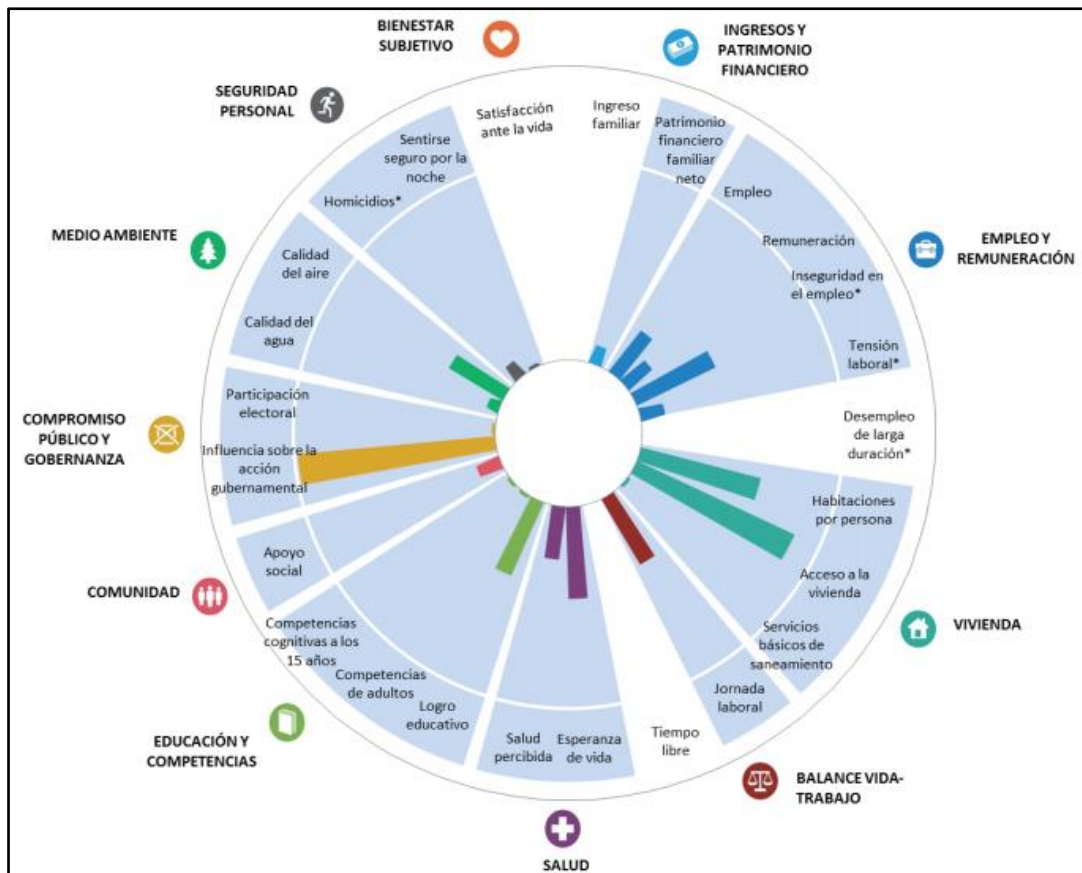 BIENESTAR
SUBJETIVO
INGRESOS Y
PATRIMONIO
FINANCIERO
SEGURIDAD
PERSONAL
Satisfacción
ante la vida
Ingreso
familiar
Patrimonio
financiero
familiar
neto
Sentirse
seguro por la
noche
Homicidios*
Empleo
Remuneración
Inseguridad en
el empleo*
Tensión
laboral*
EMPLEO Y
REMUNERACIÓN
MEDIO AMBIENTE
Calidad
del aire
Calidad del
agua
Desempleo
de larga
duración*
COMPROMISO
PÚBLICO Y
GOBERNANZA
Participación
electoral
Influencia sobre la
acción
gubernamental
Habitaciones
por persona
Acceso a la
vivienda
Servicios
básicos de
saneamiento
VIVIENDA
COMUNIDAD
Apoyo
social
Competencias
cognitivas a los
15 años
Competencias
de adultos
Logro
educativo
EDUCACIÓN Y
COMPETENCIAS
Salud
percibida
Esperanza
de vida
SALUD
Tiempo
libre
Jornada
laboral
BALANCE VIDA-
TRABAJO